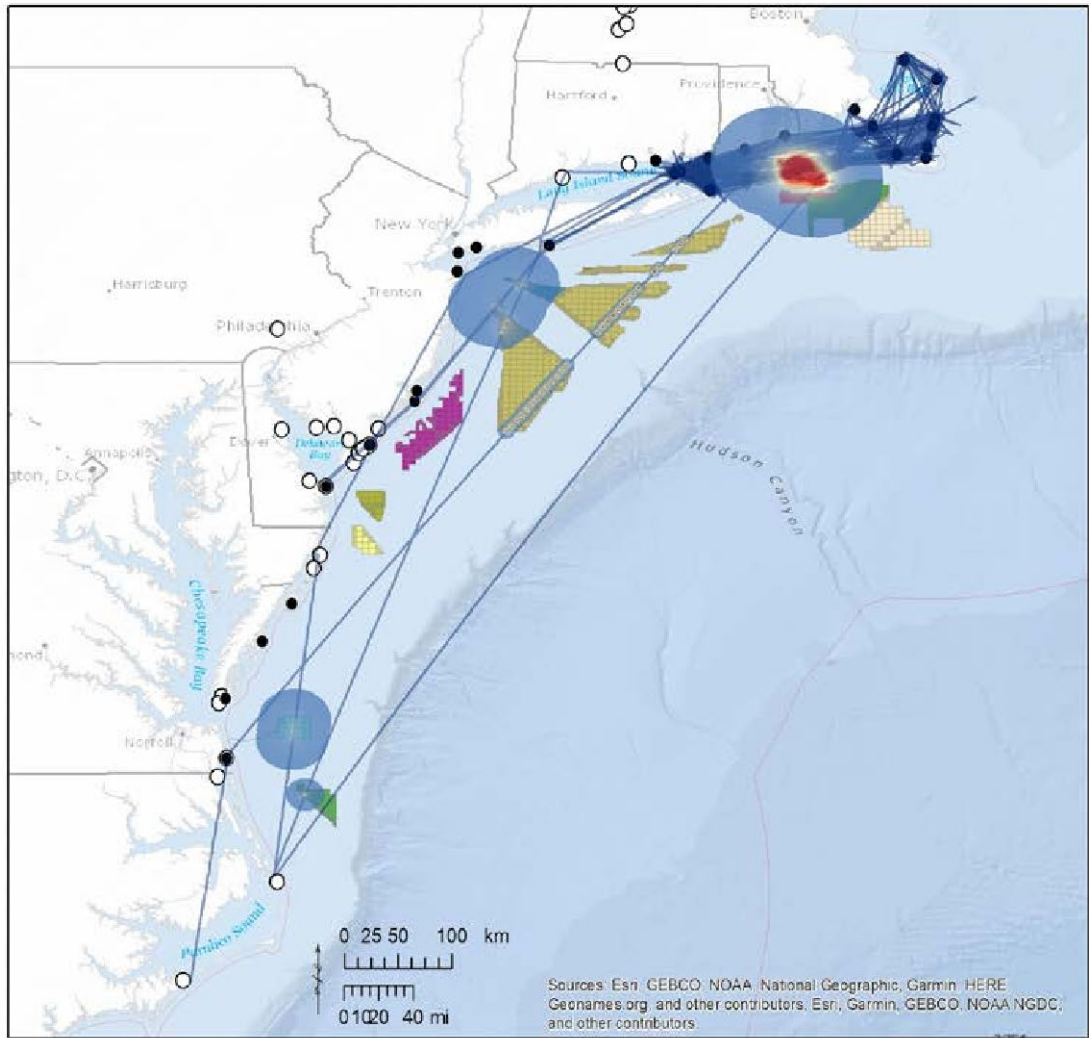 Boston
Providence
Hartford
Long Island Sound
New York
Harrisburg
Trenton
Philadelphia
Dover
Annapolis
gton, D.C.
Hudson Canyon
Chesapeake Bay
mond
Norfolk
Pamlico Sound
0 25 50 100 km
0 10 20 40 mi
Sources: Esri, GEBCO, NOAA, National Geographic, Garmin, HERE,
Geonames.org, and other contributors, Esri, Garmin, GEBCO, NOAA NGDC,
and other contributors